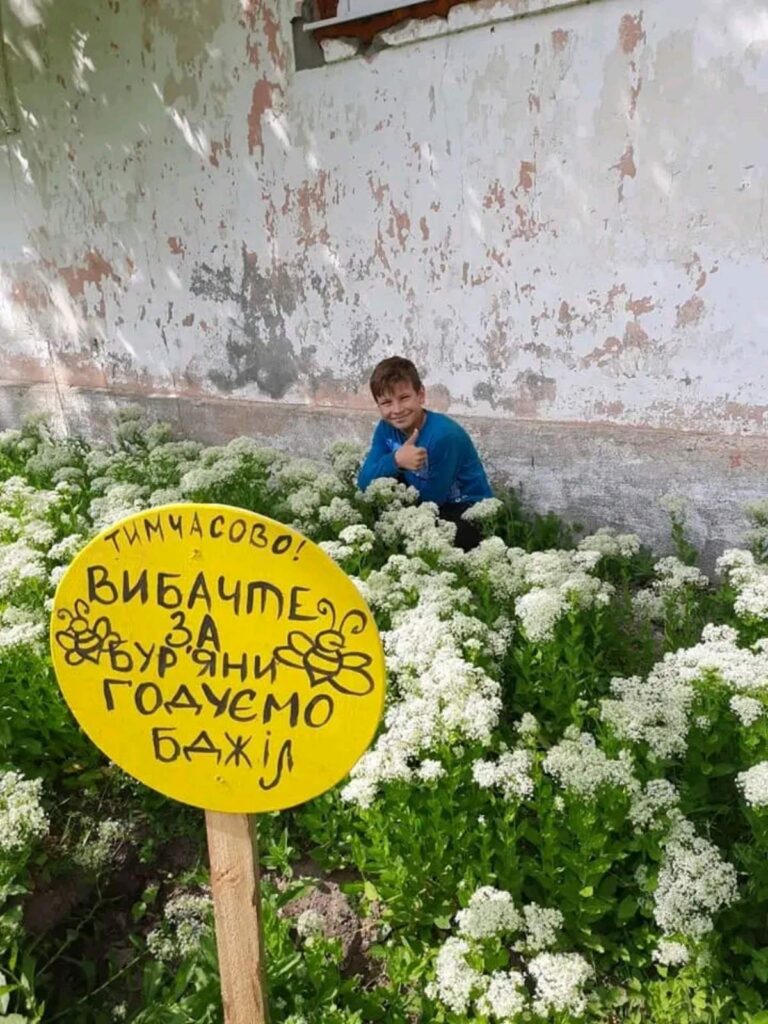 ТИМЧАСОВО!
ВИБАЧТЕ
ЗА
БУР'ЯНИ
ГОДУЄМО
БДЖІЛ